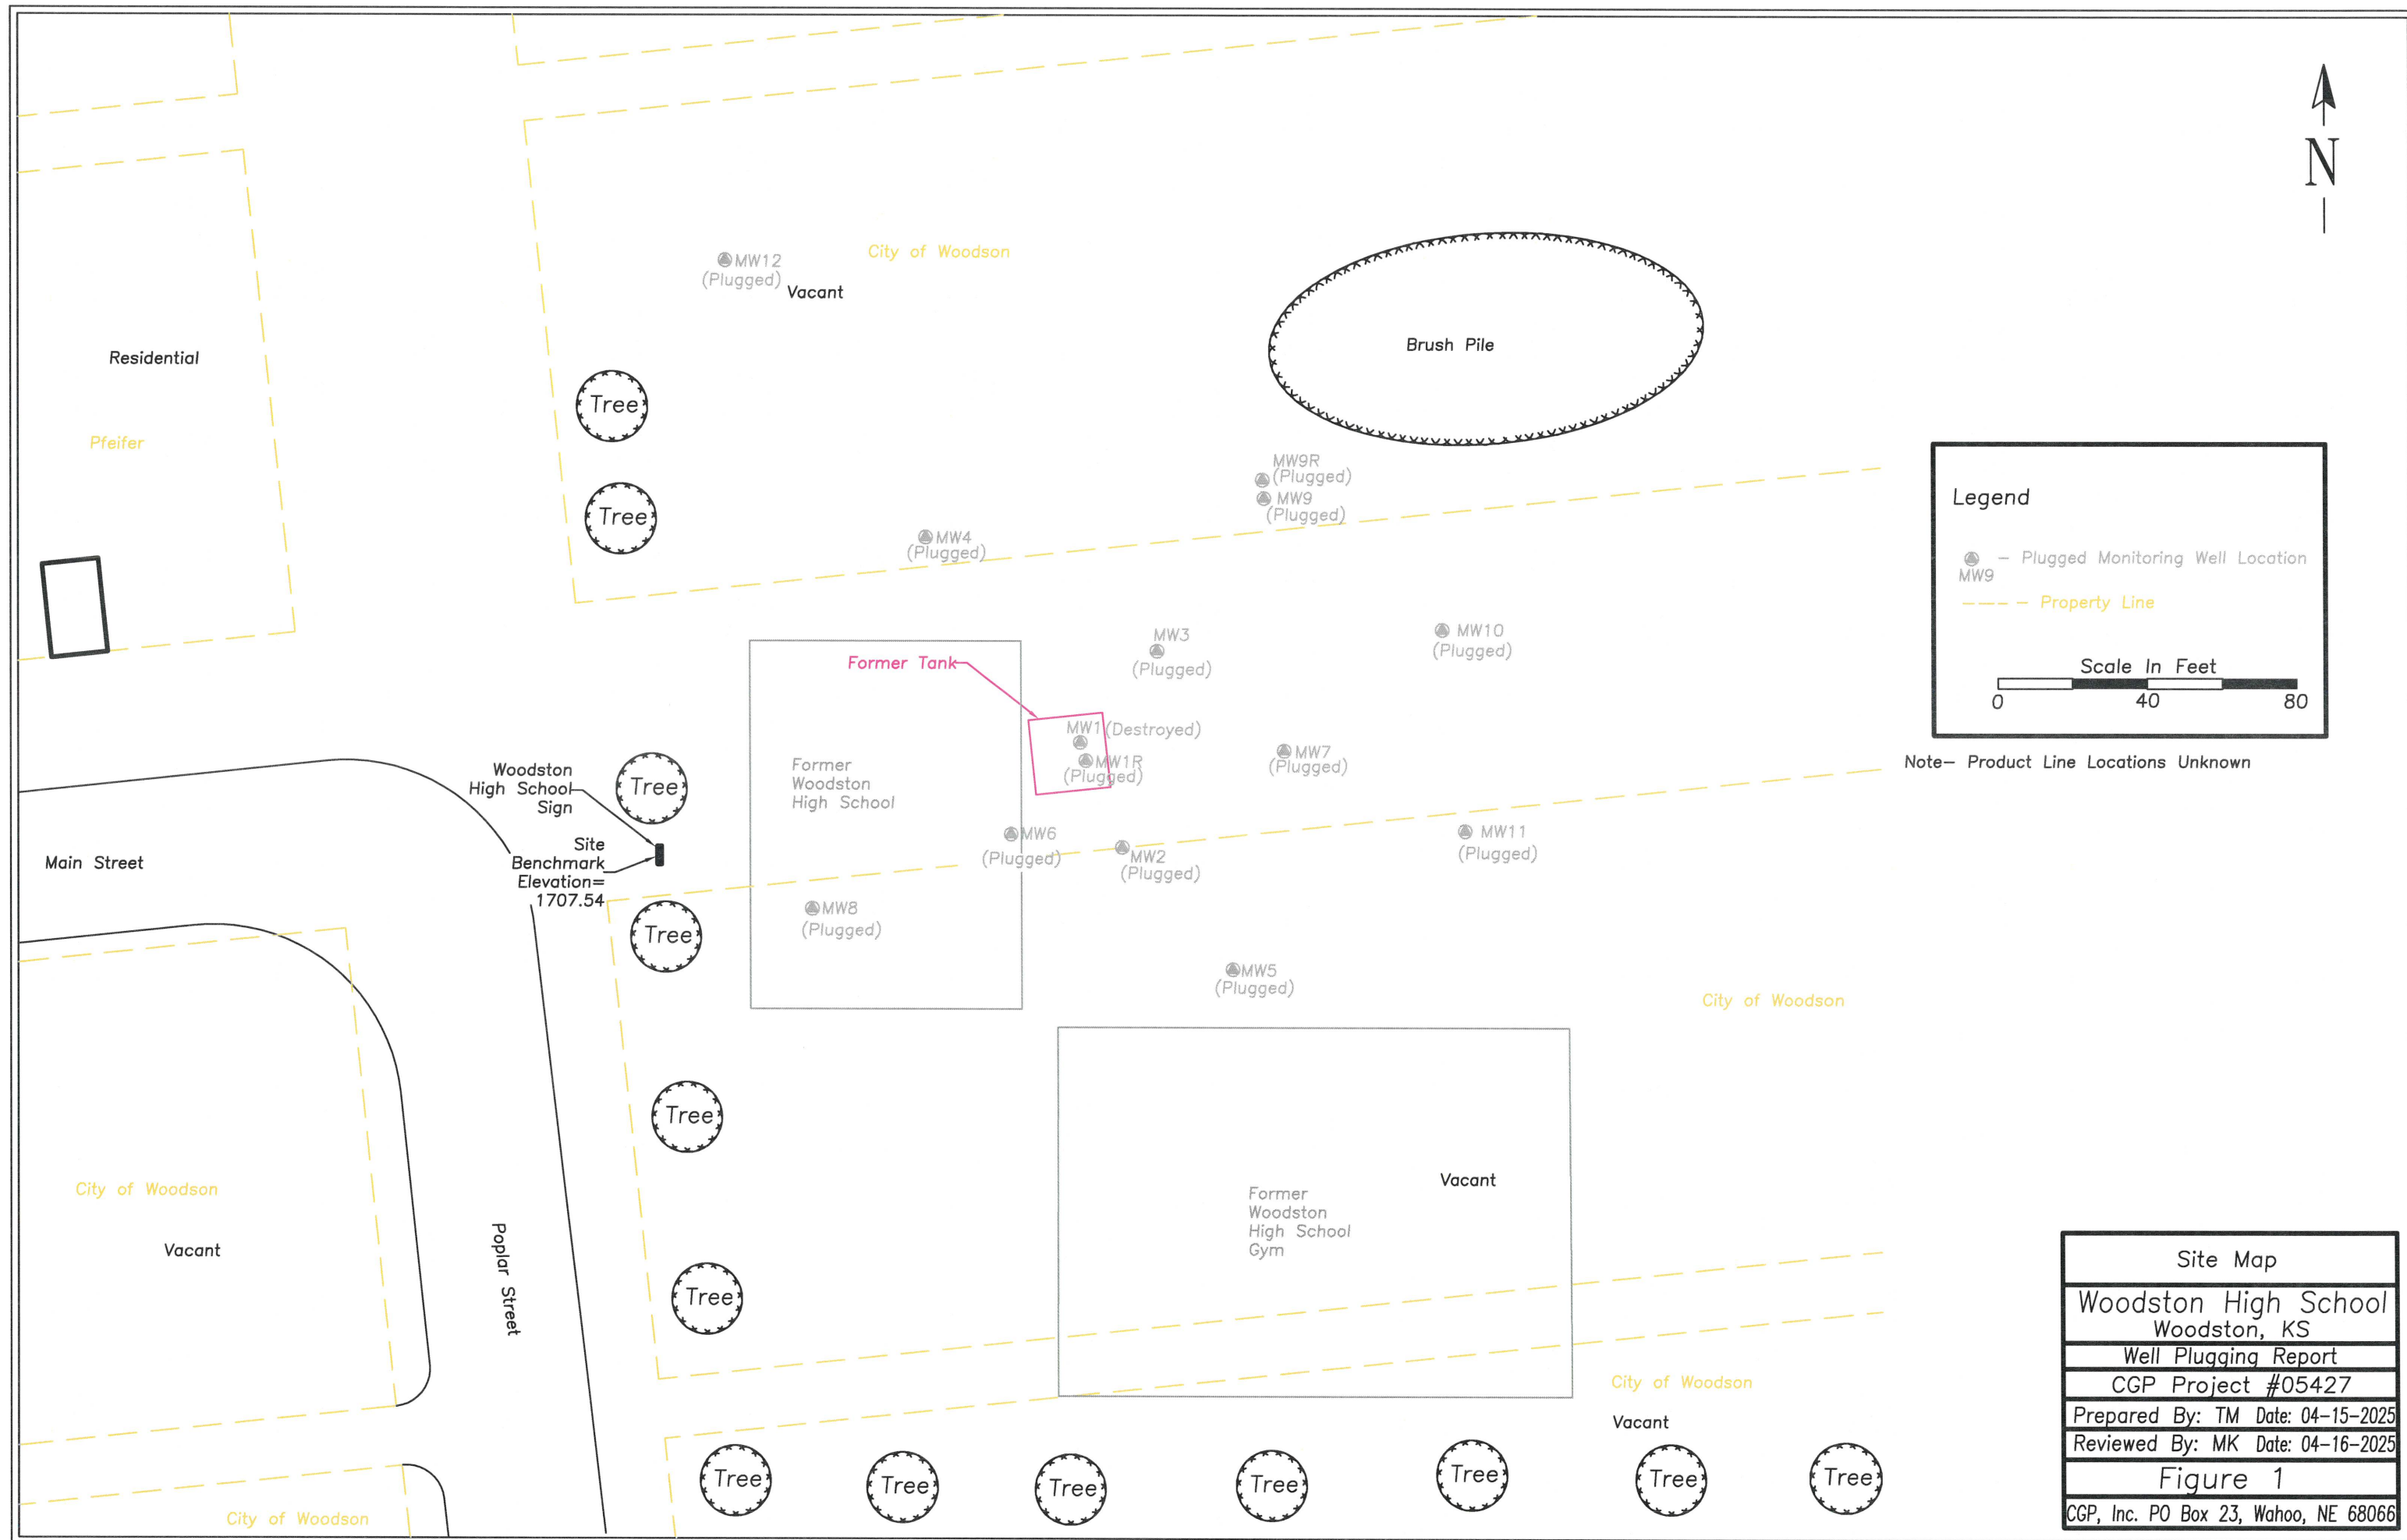 N
City of Woodson
MW12
(Plugged)
Vacant
Residential
Brush Pile
Tree
Pfeifer
MW9R
(Plugged)
MW9
(Plugged)
Tree
MW4
(Plugged)
Legend
- Plugged Monitoring Well Location
MW9
- Property Line
Scale In Feet
0 40 80
Note- Product Line Locations Unknown
MW3
(Plugged)
MW10
(Plugged)
Former Tank
MW1 (Destroyed)
MW1R
(Plugged)
MW7
(Plugged)
Former
Woodston
High School
Woodston
High School
Sign
Tree
Site
Benchmark
Elevation=
1707.54
Main Street
MW6
(Plugged)
MW2
(Plugged)
MW11
(Plugged)
MW8
(Plugged)
Tree
MW5
(Plugged)
City of Woodson
Tree
City of Woodson
Vacant
Poplar Street
Former
Woodston
High School
Gym
Vacant
Tree
City of Woodson
Vacant
Tree
Tree
Tree
Tree
Tree
Tree
Tree
City of Woodson
Site Map
Woodston High School
Woodston, KS
Well Plugging Report
CGP Project #05427
Prepared By: TM Date: 04-15-2025
Reviewed By: MK Date: 04-16-2025
Figure 1
CGP, Inc. PO Box 23, Wahoo, NE 68066